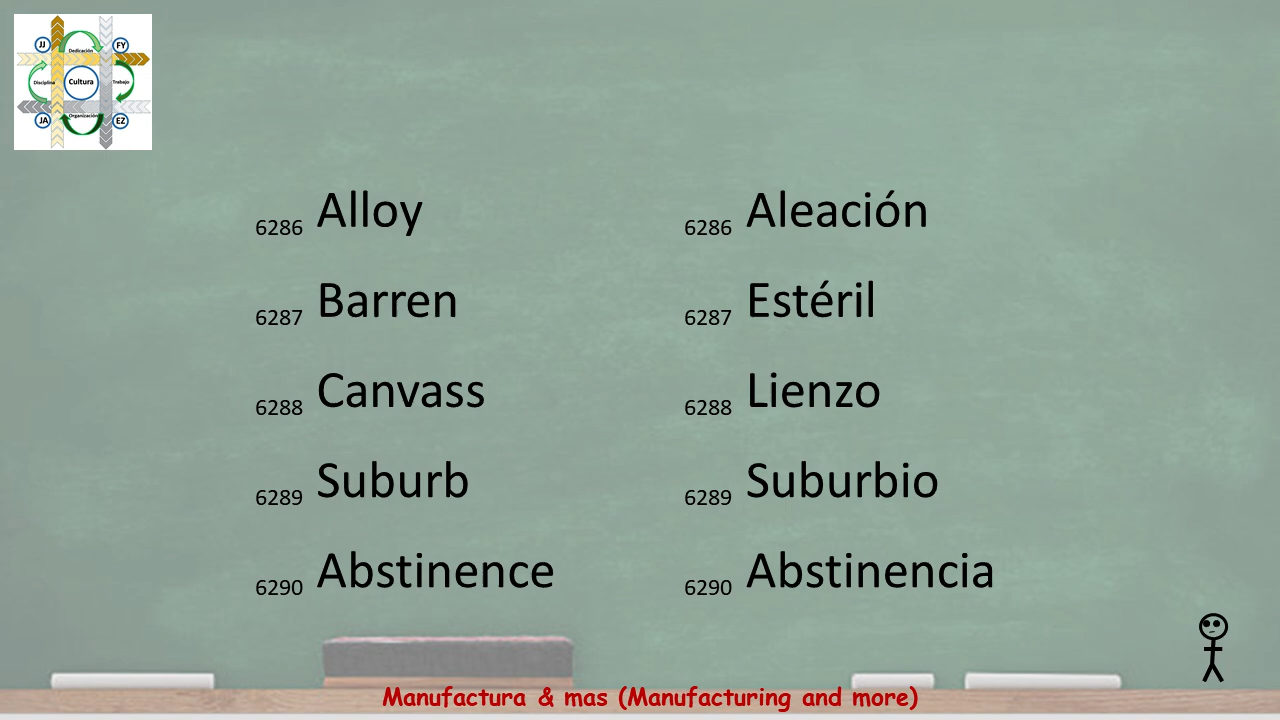 JJ
FY
Dedicación
Disciplina
Cultura
Trabajo
Organización
JA
EZ
6286 Alloy 6286 Aleación
6287 Barren 6287 Estéril
6288 Canvass 6288 Lienzo
6289 Suburb 6289 Suburbio
6290 Abstinence 6290 Abstinencia
Manufactura & mas (Manufacturing and more)